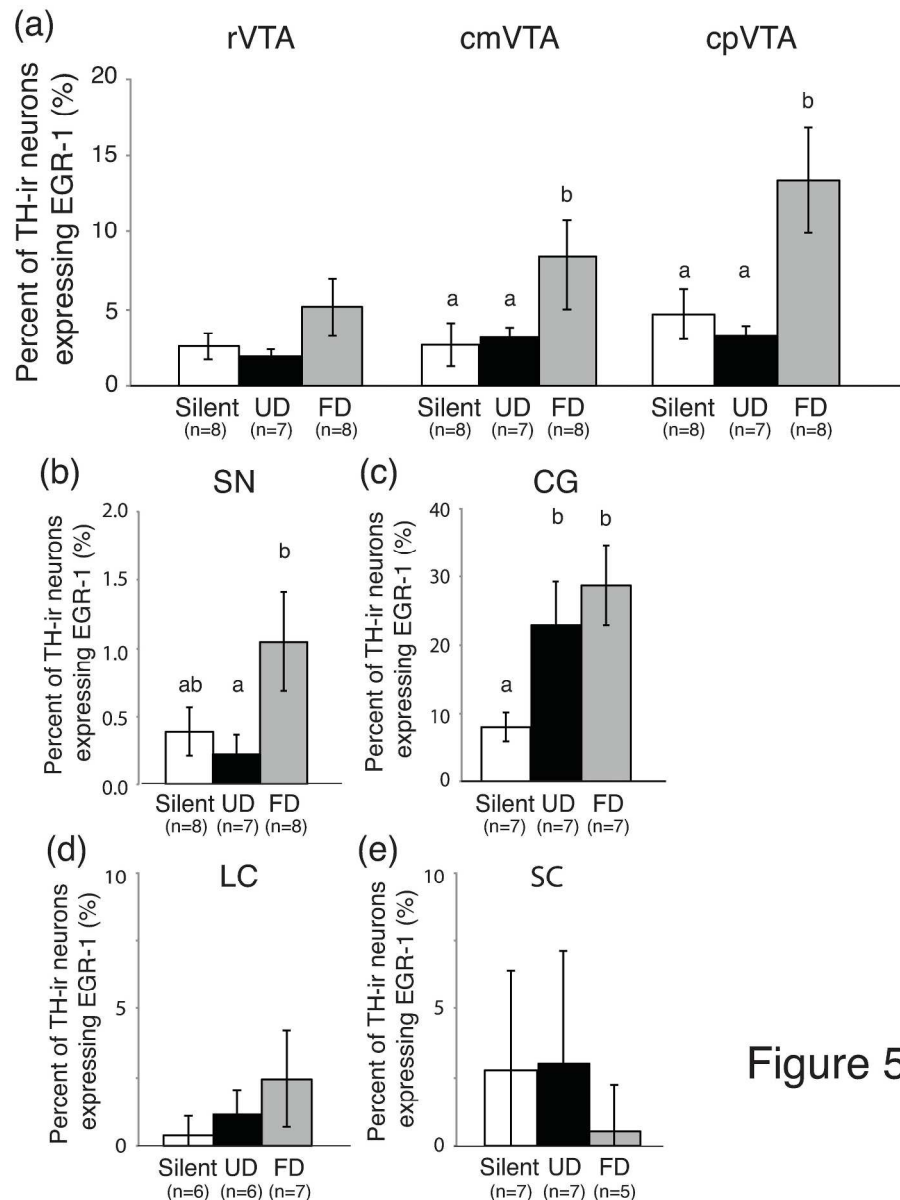 (a)
rVTA cmVTA cpVTA
Percent of TH-ir neurons
expressing EGR-1 (%)
20
15
10
5
0
a a b
a a b
Silent UD FD Silent UD FD Silent UD FD
(n=8) (n=7) (n=8) (n=8) (n=7) (n=8) (n=8) (n=7) (n=8)
(b)
SN
Percent of TH-ir neurons
expressing EGR-1 (%)
2.0
1.5
1.0
0.5
0.0
ab a b
Silent UD FD
(n=8) (n=7) (n=8)
(c)
CG
Percent of TH-ir neurons
expressing EGR-1 (%)
40
30
20
10
0
a b b
Silent UD FD
(n=7) (n=7) (n=7)
(d)
LC
Percent of TH-ir neurons
expressing EGR-1 (%)
10
5
0
Silent UD FD
(n=6) (n=6) (n=7)
(e)
SC
Percent of TH-ir neurons
expressing EGR-1 (%)
10
5
0
Silent UD FD
(n=7) (n=7) (n=5)
Figure 5